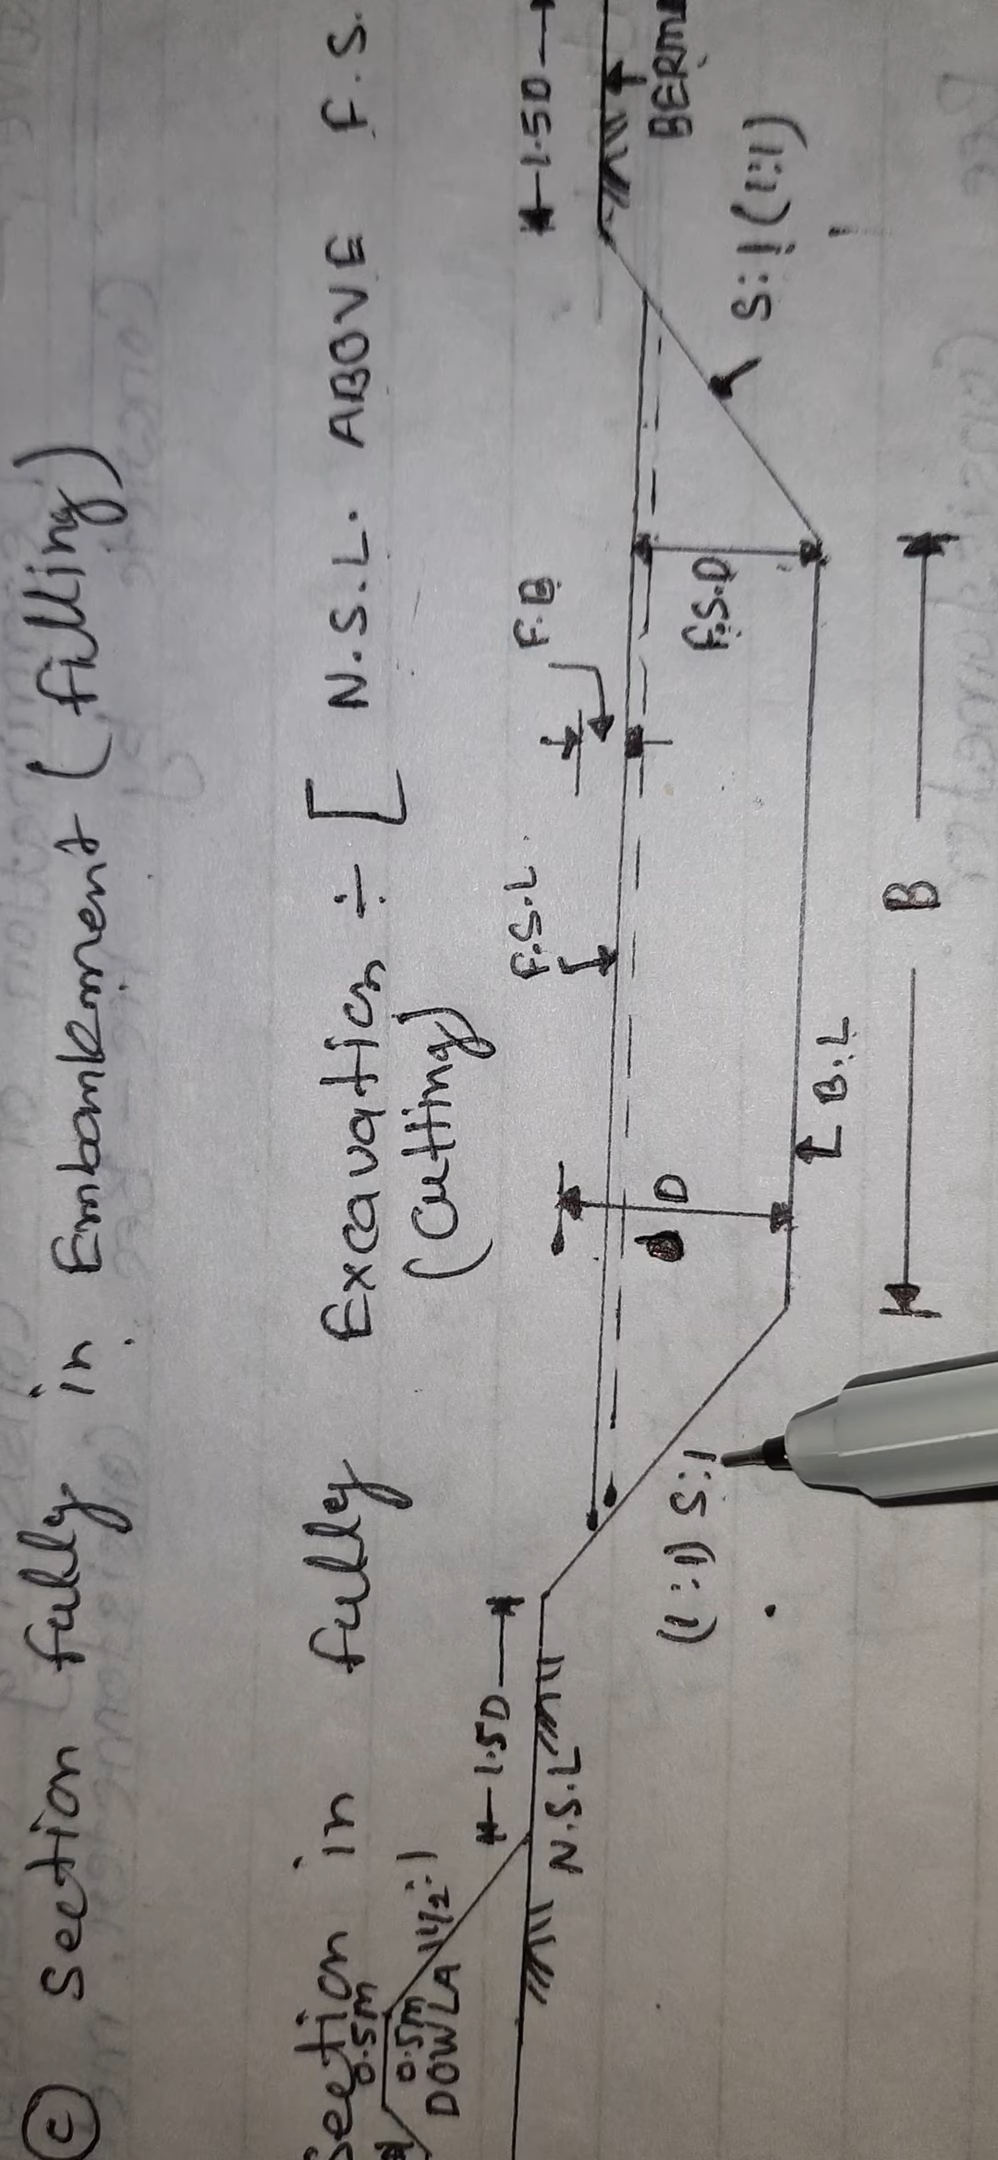 (c) Section fully in Embankment (filling)
Section in fully Excavation ÷ [ N.S.L. ABOVE F.S.
(Cutting)
0.5m
0.5m
DOWLA
1½:1
1.5D
N.S.L
F.S.L
F.B
1.5D
BERM
D
F.S.D
(1:1) S:1
S:1 (1:1)
B.L
B